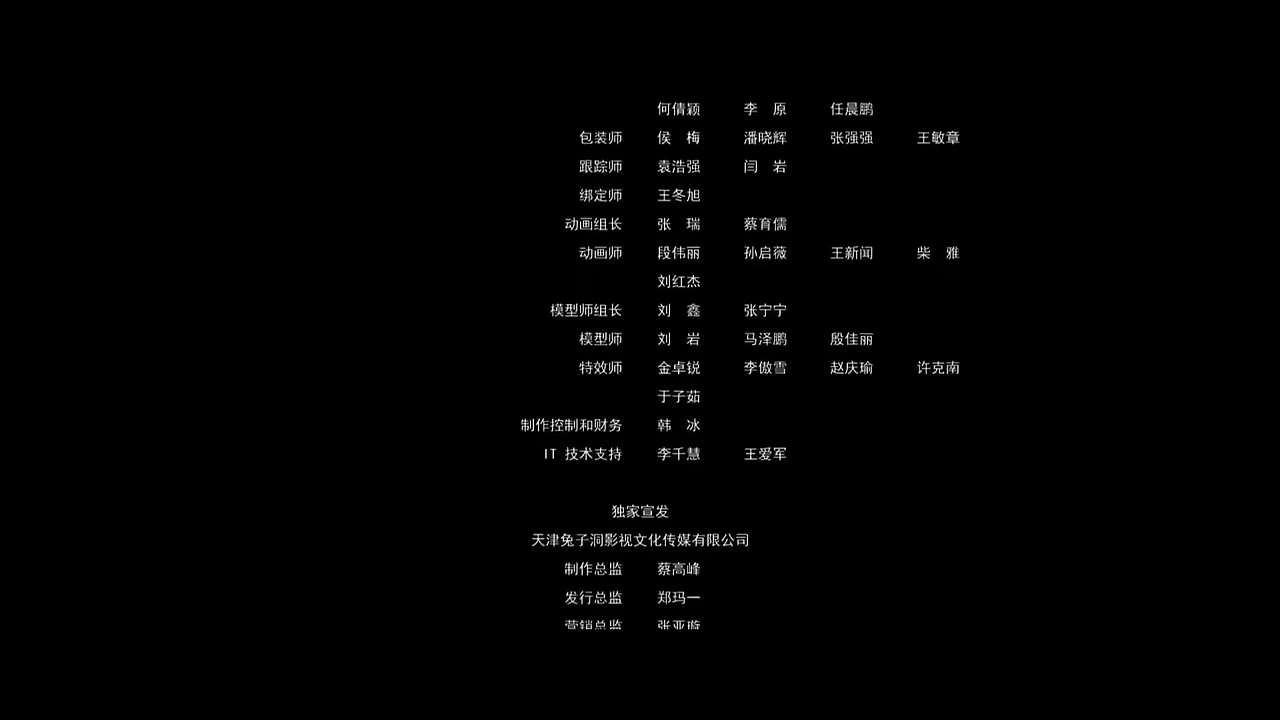 何倩颖 李 原 任晨鹏
包装师 侯 梅 潘晓辉 张强强 王敏章
跟踪师 袁浩强 闫 岩
绑定师 王冬旭
动画组长 张 瑞 蔡育儒
动画师 段伟丽 孙启薇 王新闻 柴 雅
刘红杰
模型师组长 刘 鑫 张宁宁
模型师 刘 岩 马泽鹏 殷佳丽
特效师 金卓锐 李傲雪 赵庆瑜 许克南
于子茹
制作控制和财务 韩 冰
IT 技术支持 李千慧 王爱军
独家宣发
天津兔子洞影视文化传媒有限公司
制作总监 蔡高峰
发行总监 郑玛一
营销总监 张亚璇